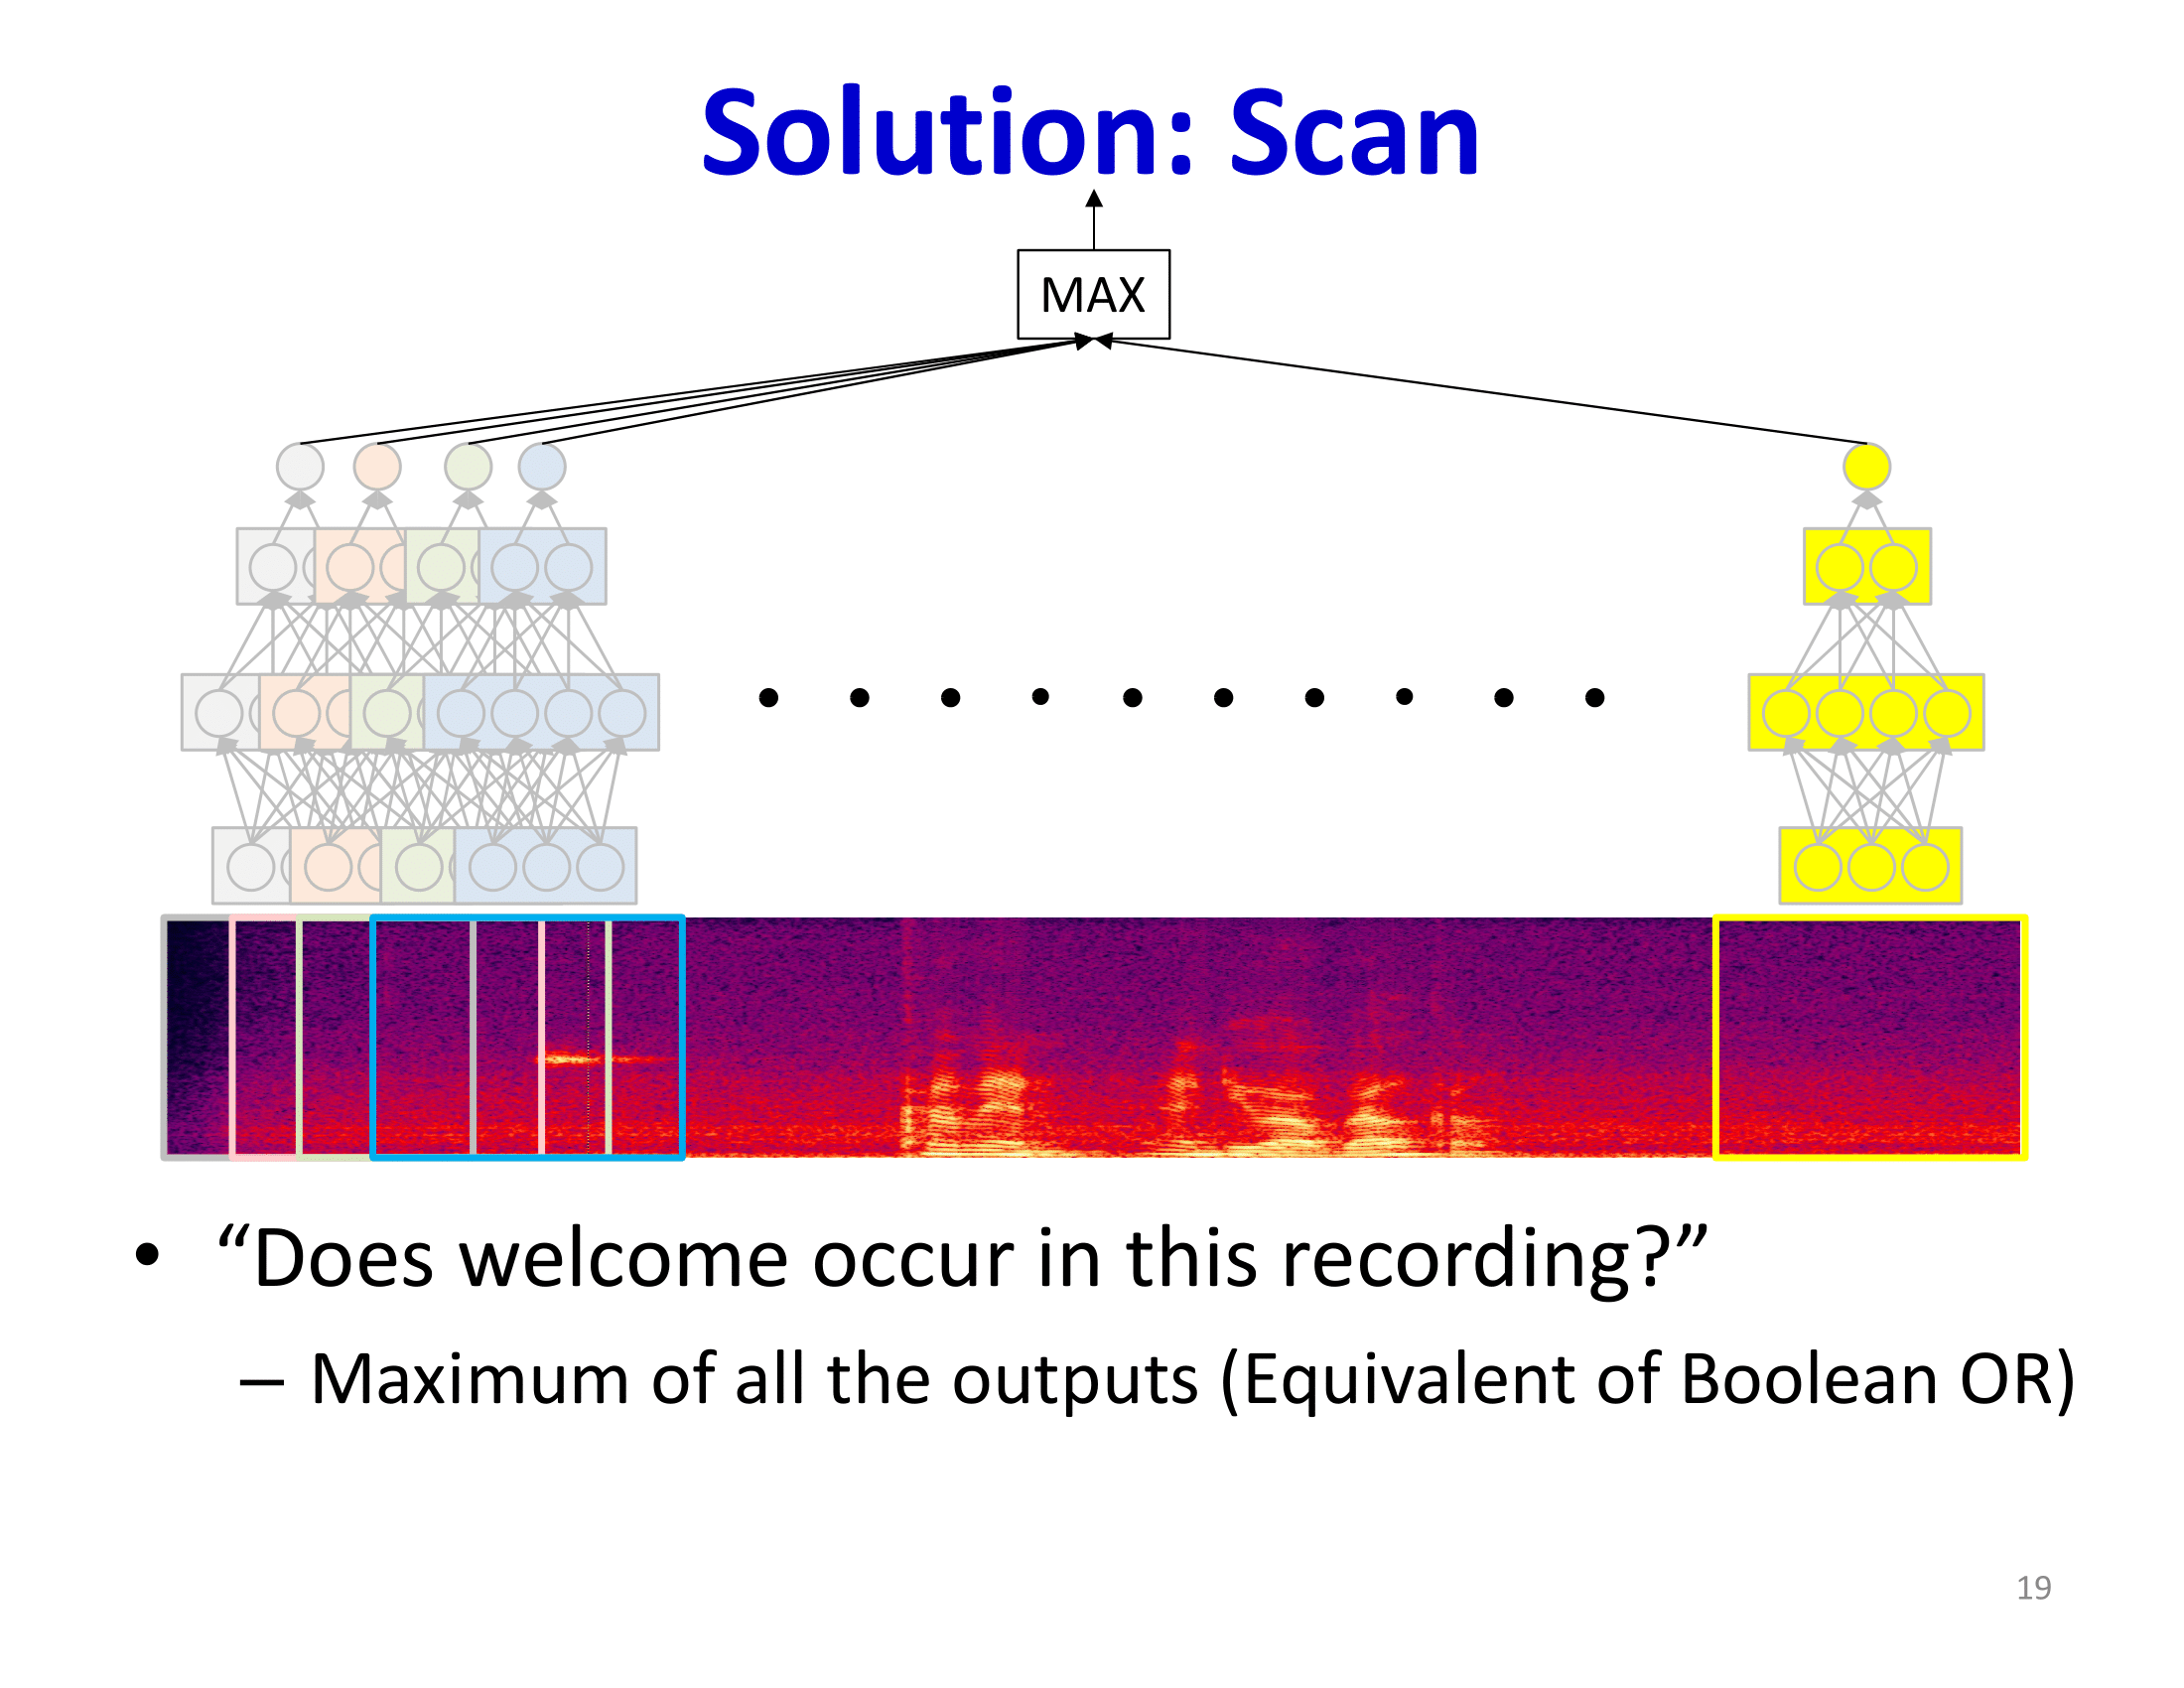 Solution: Scan
MAX
• “Does welcome occur in this recording?”
– Maximum of all the outputs (Equivalent of Boolean OR)
19